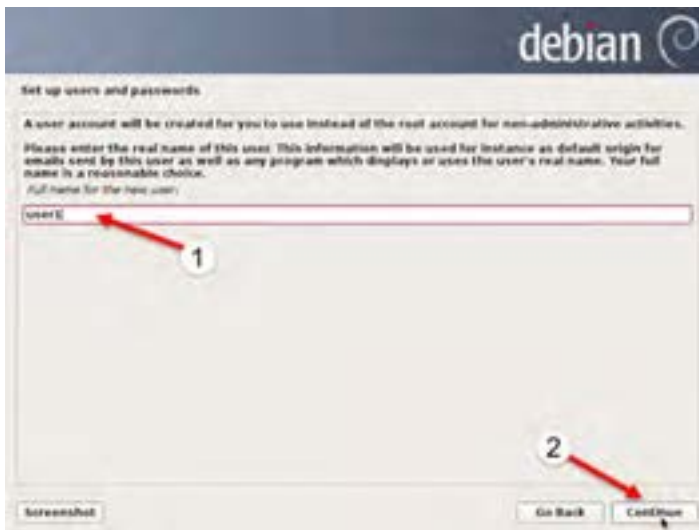 debian
Set up users and passwords
A user account will be created for you to use instead of the root account for non-administrative activities.
Please enter the real name of this user. This information will be used for instance as default origin for
emails sent by this user as well as any program which displays or uses the user's real name. Your full
name is a reasonable choice.
Full name for the new user:
user1
1
2
Screenshot
Go Back
Continue